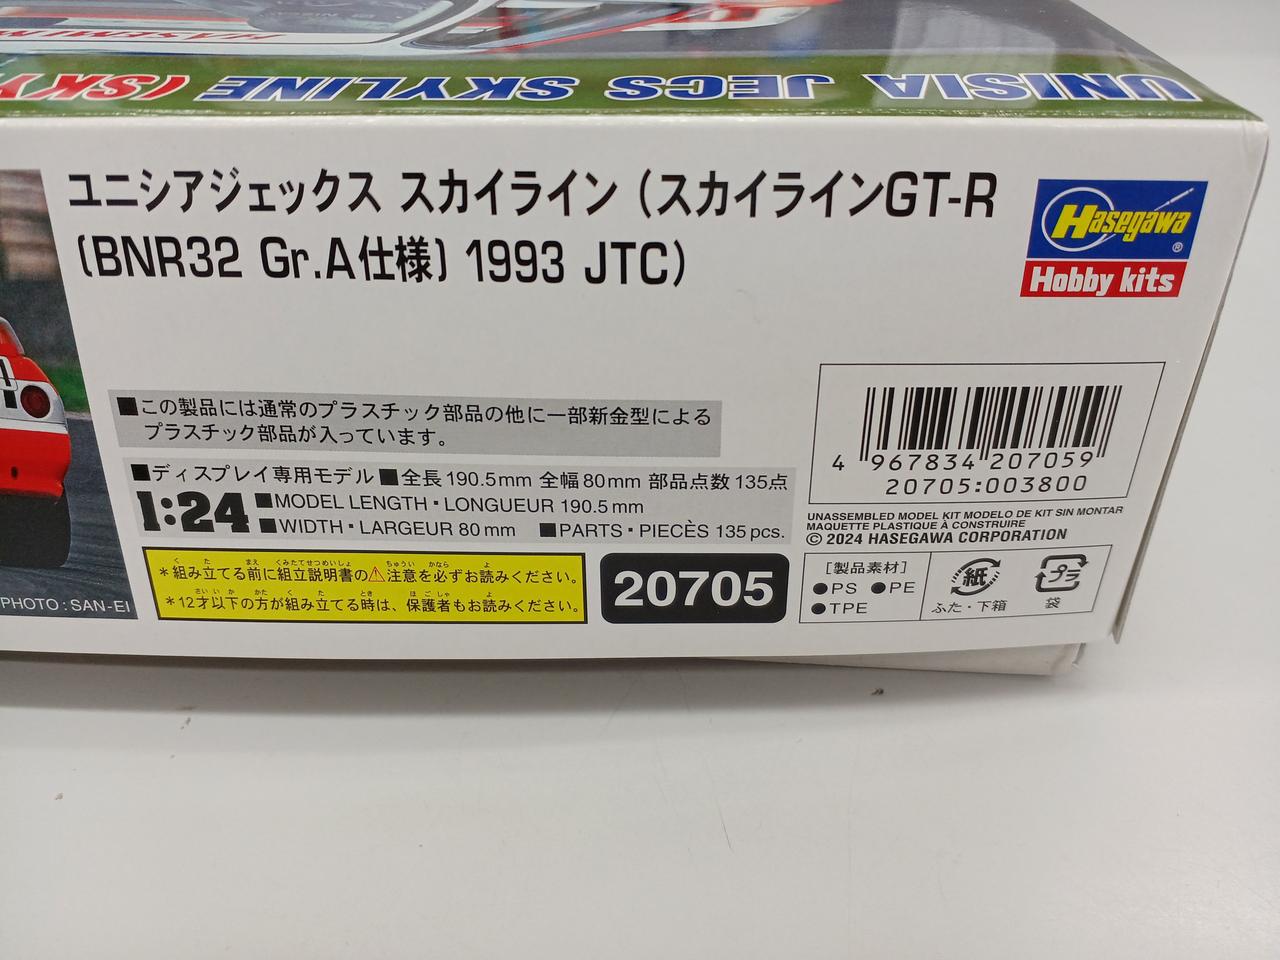 UNISIA JECS SKYLINE (SKY
ユニシアジェックス スカイライン (スカイラインGT-R
〔BNR32 Gr.A仕様〕 1993 JTC)
Hasegawa®
Hobby kits
■この製品には通常のプラスチック部品の他に一部新金型による
プラスチック部品が入っています。
■ディスプレイ専用モデル ■全長190.5mm 全幅80mm 部品点数135点
1:24
■MODEL LENGTH・LONGUEUR 190.5mm
■WIDTH・LARGEUR 80mm ■PARTS・PIECÈS 135pcs.
4 967834 207059
20705:003800
UNASSEMBLED MODEL KIT MODELO DE KIT SIN MONTAR
MAQUETTE PLASTIQUE À CONSTRUIRE
© 2024 HASEGAWA CORPORATION
PHOTO : SAN-EI
＊組み立てる前に組立説明書の⚠注意を必ずお読みください。
＊12才以下の方が組み立てる時は、保護者もお読みください。
20705
［製品素材］
●PS ●PE
●TPE
紙
ふた・下箱
プラ
袋